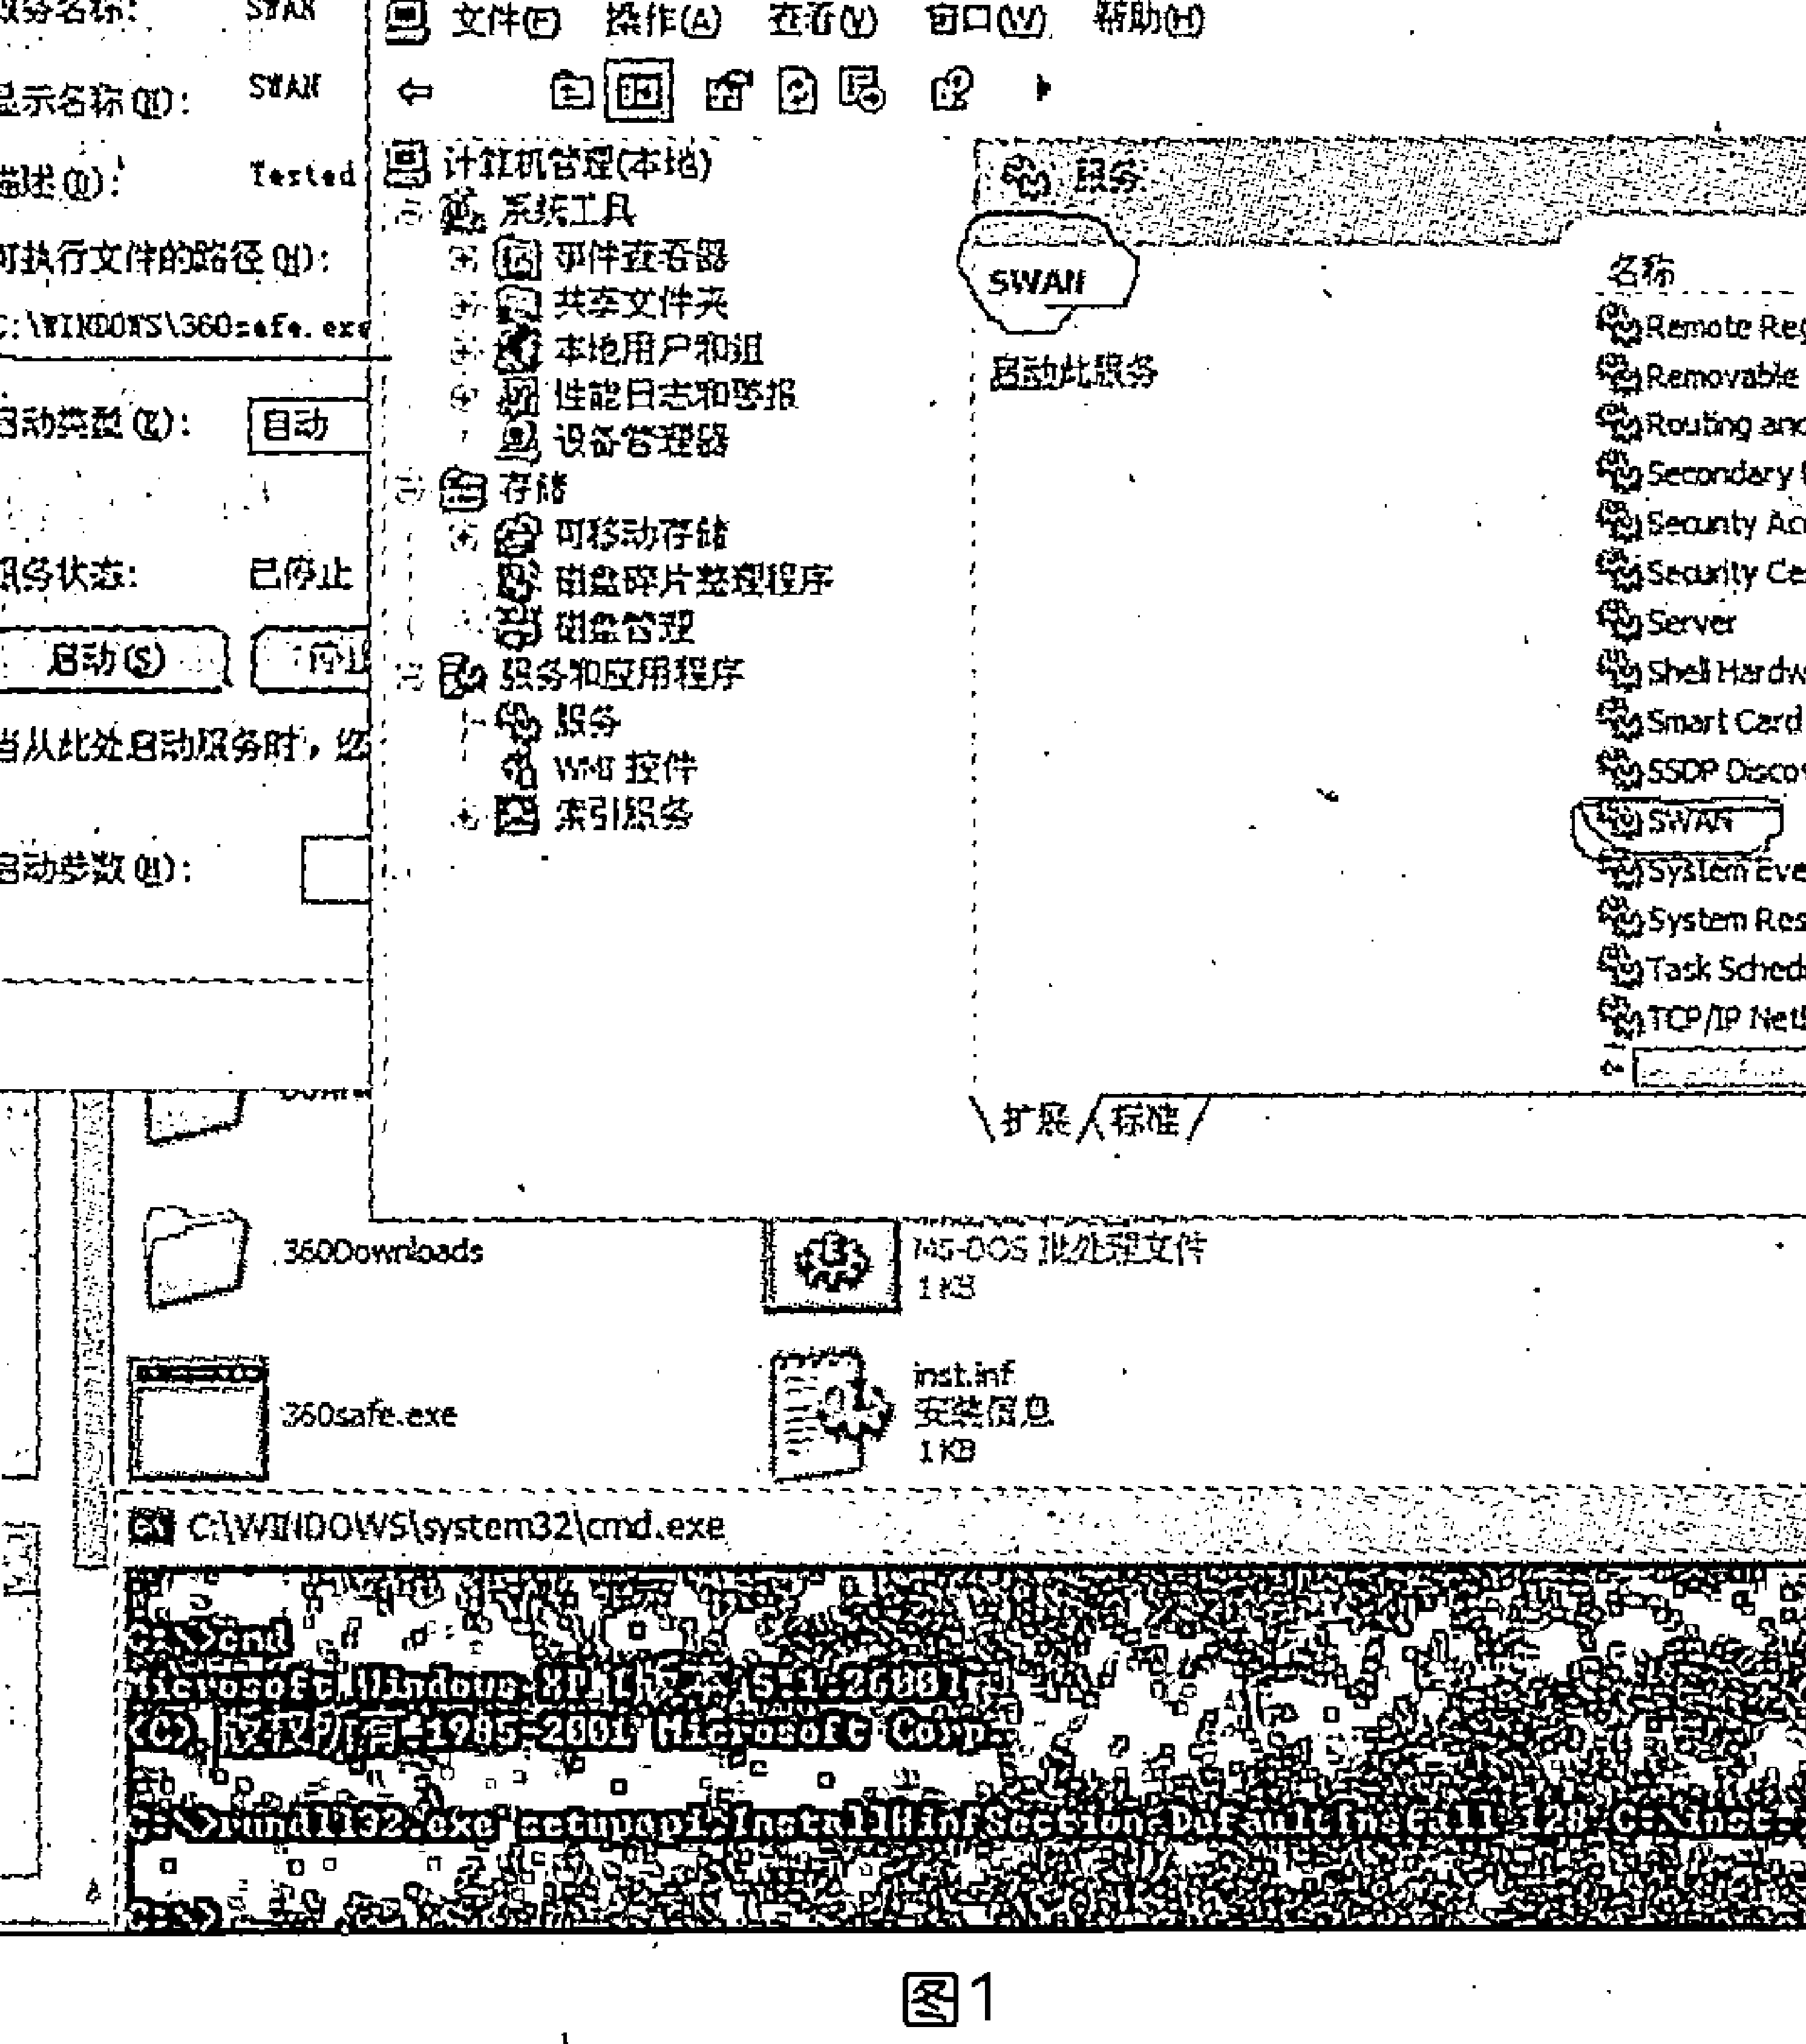 服务名称: SWAN
显示名称(N): SWAN
描述(D): Tested
可执行文件的路径(H):
C:\WINDOWS\360safe.exe
启动类型(E): 自动
服务状态: 已停止
启动(S) 停止
当从此处启动服务时，您
启动参数(M):
文件(F) 操作(A) 查看(V) 窗口(W) 帮助(H)
计算机管理(本地)
系统工具
事件查看器
共享文件夹
本地用户和组
性能日志和警报
设备管理器
存储
可移动存储
磁盘碎片整理程序
磁盘管理
服务和应用程序
服务
WMI 控件
索引服务
服务
SWAN
启动此服务
名称
Remote Reg
Removable
Routing and
Secondary
Security Acc
Security Ce
Server
Shell Hardw
Smart Card
SSDP Discov
SWAN
System Eve
System Res
Task Sched
TCP/IP Net
扩展 标准
360Downloads
MS-DOS 批处理文件
1 KB
360safe.exe
inst.inf
安装信息
1 KB
C:\WINDOWS\system32\cmd.exe
C:\>cmd
Microsoft Windows XP [版本 5.1.2600]
(C) 版权所有 1985-2001 Microsoft Corp.
C:\>rundll32.exe setupapi,InstallHinfSection DefaultInstall 128 C:\inst.
C:\>
图1